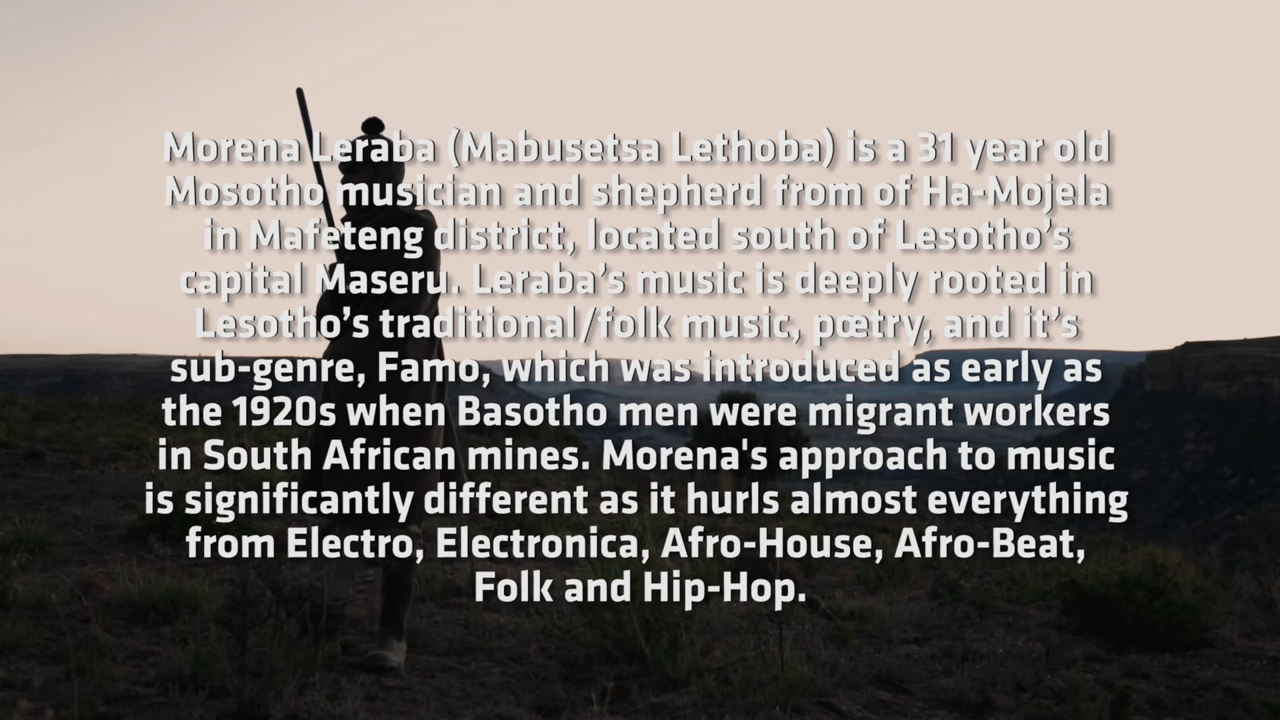 Morena Leraba (Mabusetsa Lethoba) is a 31 year old
Mosotho musician and shepherd from of Ha-Mojela
in Mafeteng district, located south of Lesotho’s
capital Maseru. Leraba’s music is deeply rooted in
Lesotho’s traditional/folk music, pœtry, and it’s
sub-genre, Famo, which was introduced as early as
the 1920s when Basotho men were migrant workers
in South African mines. Morena's approach to music
is significantly different as it hurls almost everything
from Electro, Electronica, Afro-House, Afro-Beat,
Folk and Hip-Hop.